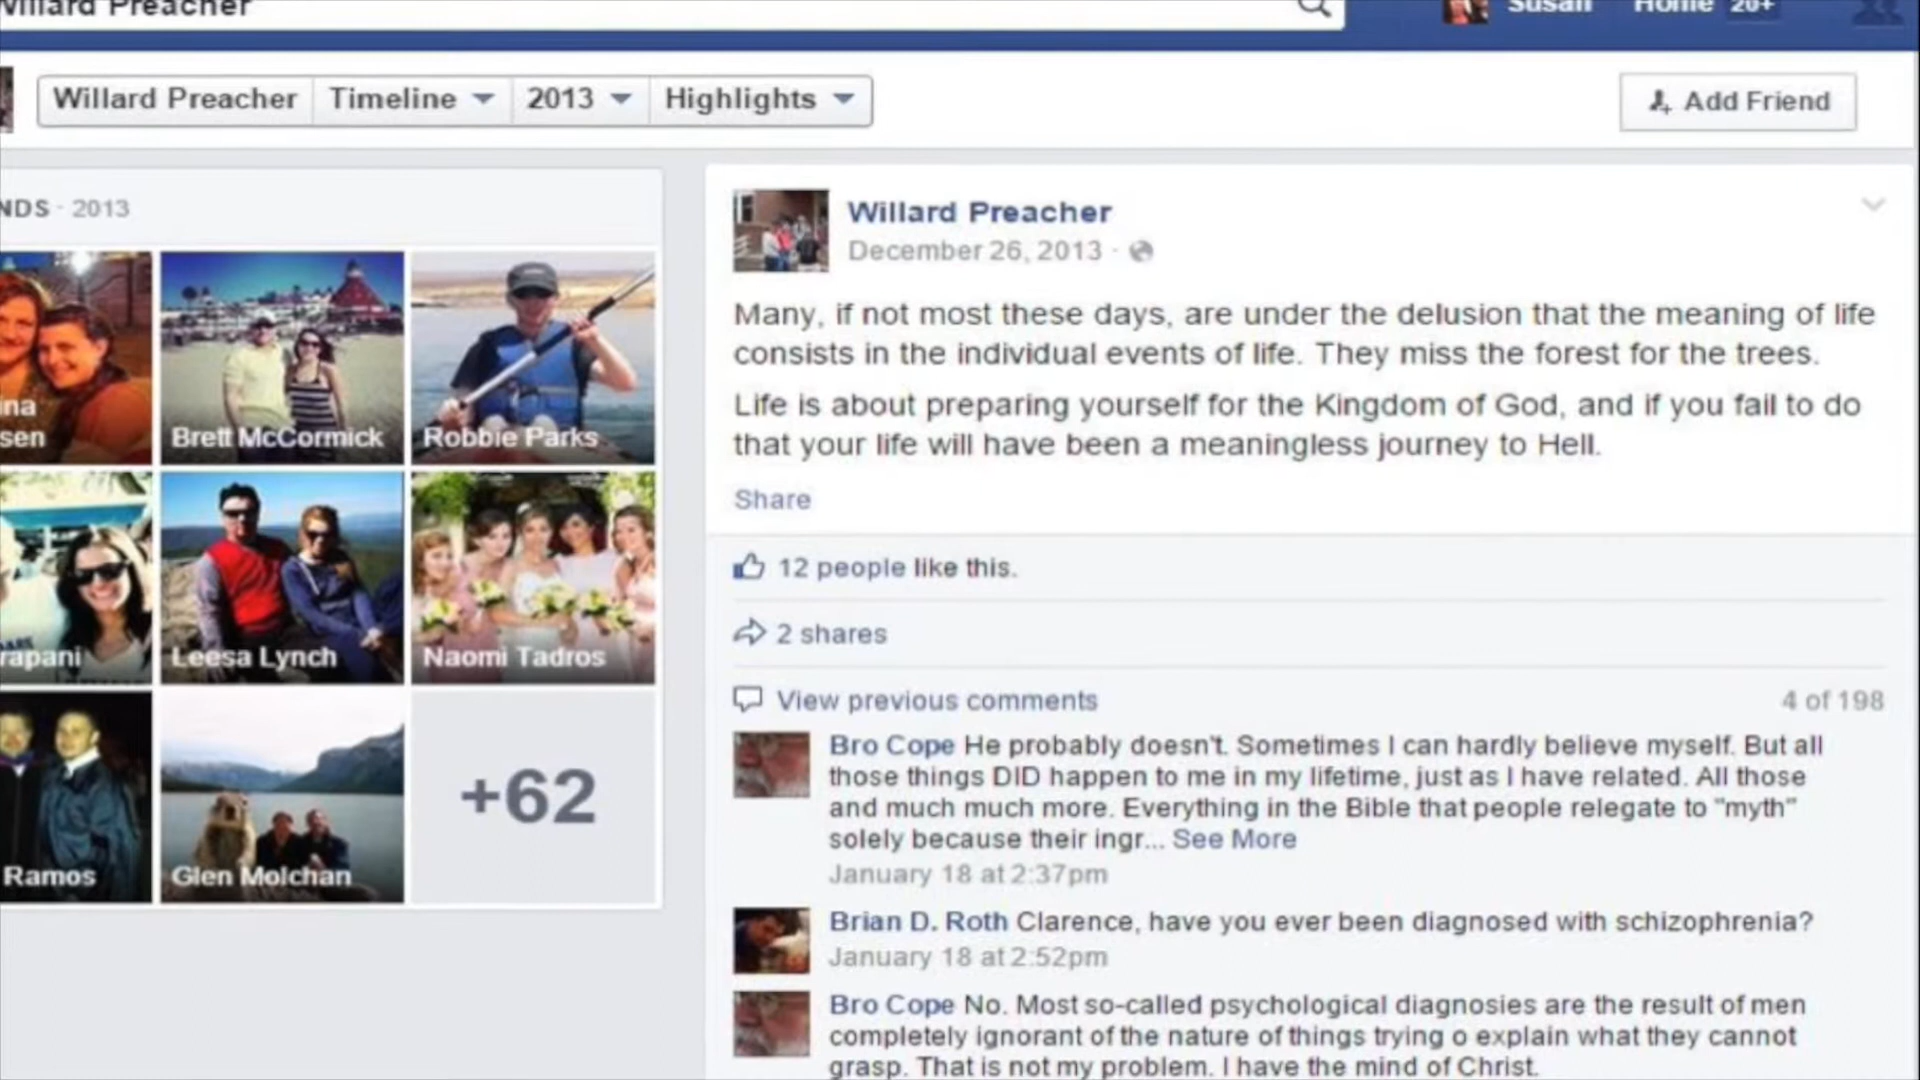 Willard Preacher
Susan Home 20+
Willard Preacher Timeline 2013 Highlights
Add Friend
NDS · 2013
ina
sen
Brett McCormick
Robbie Parks
rapani
Leesa Lynch
Naomi Tadros
Ramos
Glen Molchan
+62
Willard Preacher
December 26, 2013 ·
Many, if not most these days, are under the delusion that the meaning of life
consists in the individual events of life. They miss the forest for the trees.
Life is about preparing yourself for the Kingdom of God, and if you fail to do
that your life will have been a meaningless journey to Hell.
Share
12 people like this.
2 shares
View previous comments 4 of 198
Bro Cope He probably doesn't. Sometimes I can hardly believe myself. But all
those things DID happen to me in my lifetime, just as I have related. All those
and much much more. Everything in the Bible that people relegate to "myth"
solely because their ingr... See More
January 18 at 2:37pm
Brian D. Roth Clarence, have you ever been diagnosed with schizophrenia?
January 18 at 2:52pm
Bro Cope No. Most so-called psychological diagnosies are the result of men
completely ignorant of the nature of things trying o explain what they cannot
grasp. That is not my problem. I have the mind of Christ.